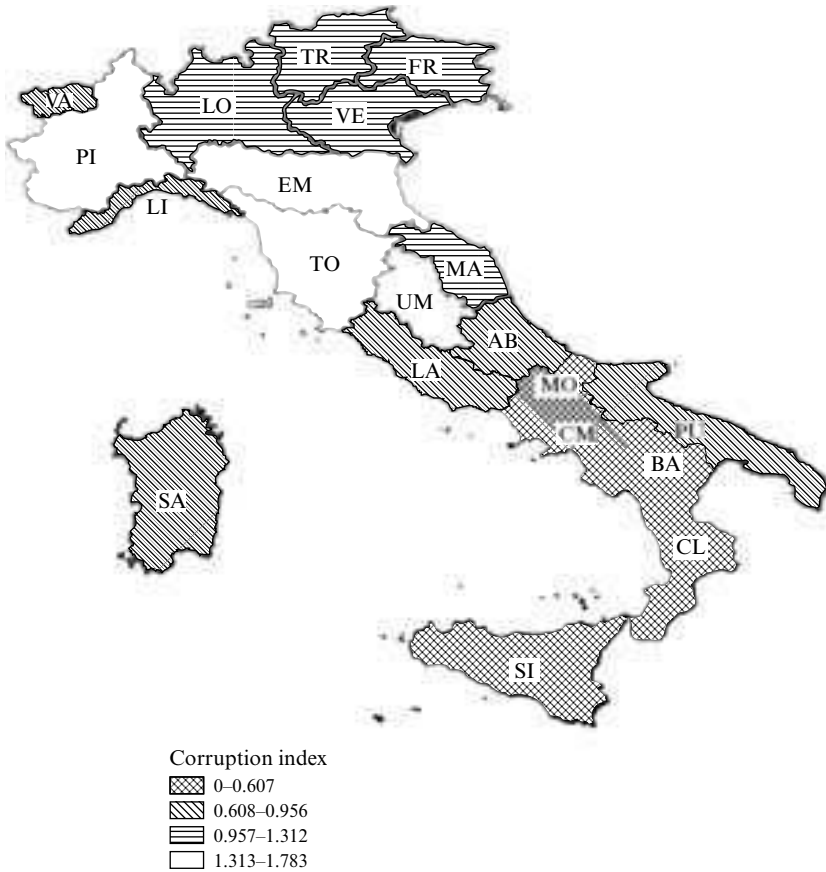 TR
FR
VA
LO
VE
PI
EM
LI
TO
MA
UM
AB
LA
MO
CM
PU
BA
SA
CL
SI
Corruption index
0–0.607
0.608–0.956
0.957–1.312
1.313–1.783